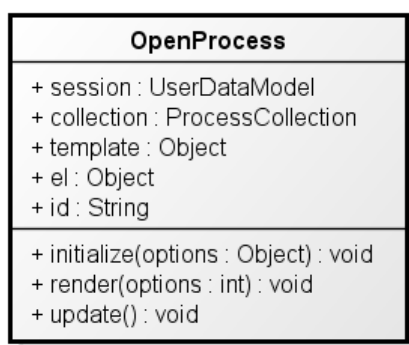 OpenProcess
+ session : UserDataModel
+ collection : ProcessCollection
+ template : Object
+ el : Object
+ id : String
+ initialize(options : Object) : void
+ render(options : int) : void
+ update() : void